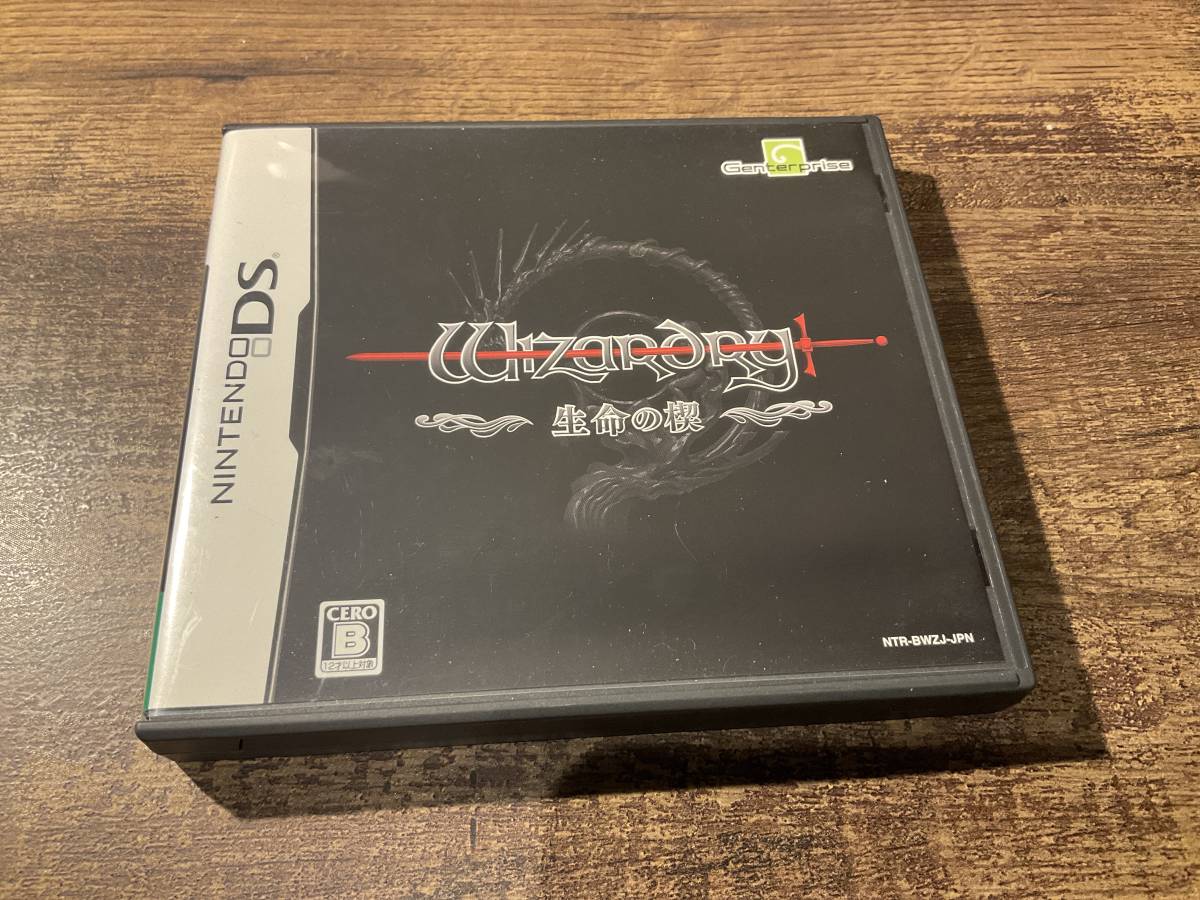 NINTENDO DS®
Genterprise
Wizardry
生命の楔
CERO
B
12才以上対象
NTR-BWZJ-JPN